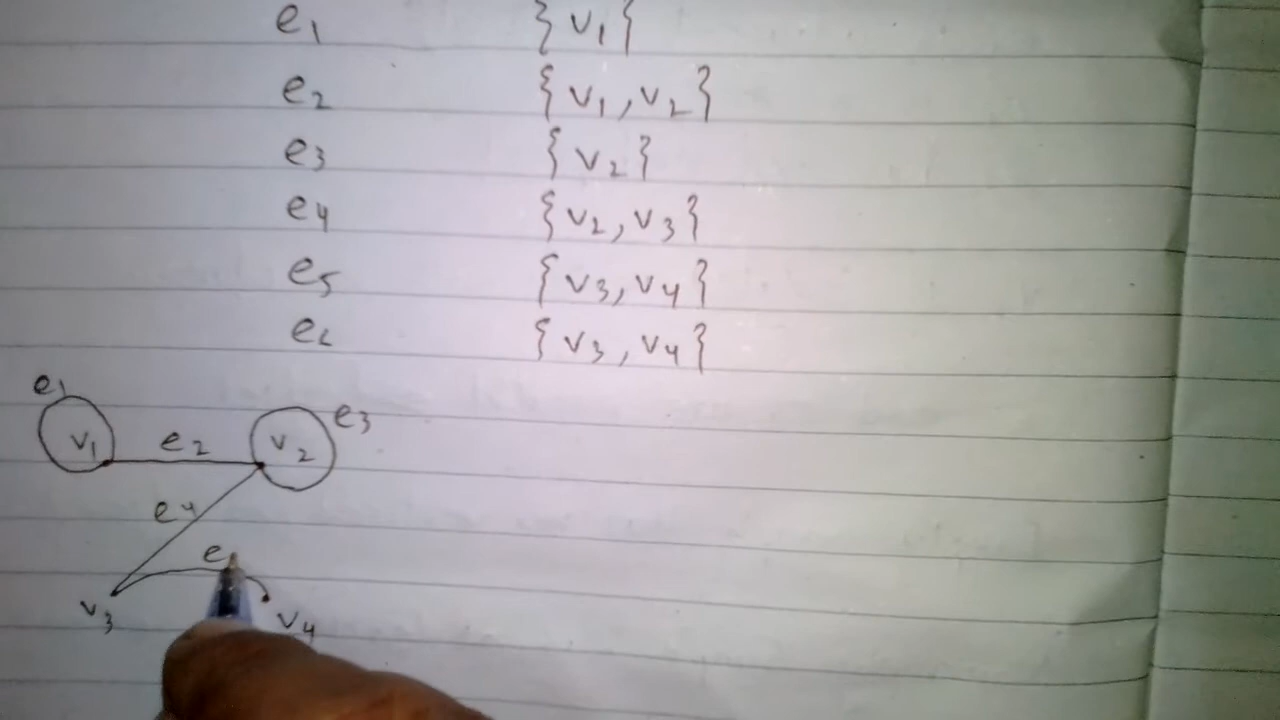 e1 {v1}
e2 {v1, v2}
e3 {v2}
e4 {v2, v3}
e5 {v3, v4}
e6 {v3, v4}
e1
e3
v1 e2 v2
e4
e
v3 v4